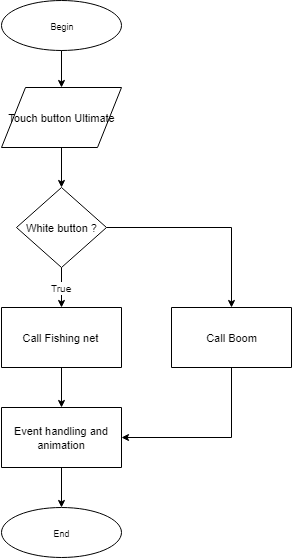 Begin
Touch button Ultimate
White button ?
True
Call Fishing net
Call Boom
Event handling and
animation
End